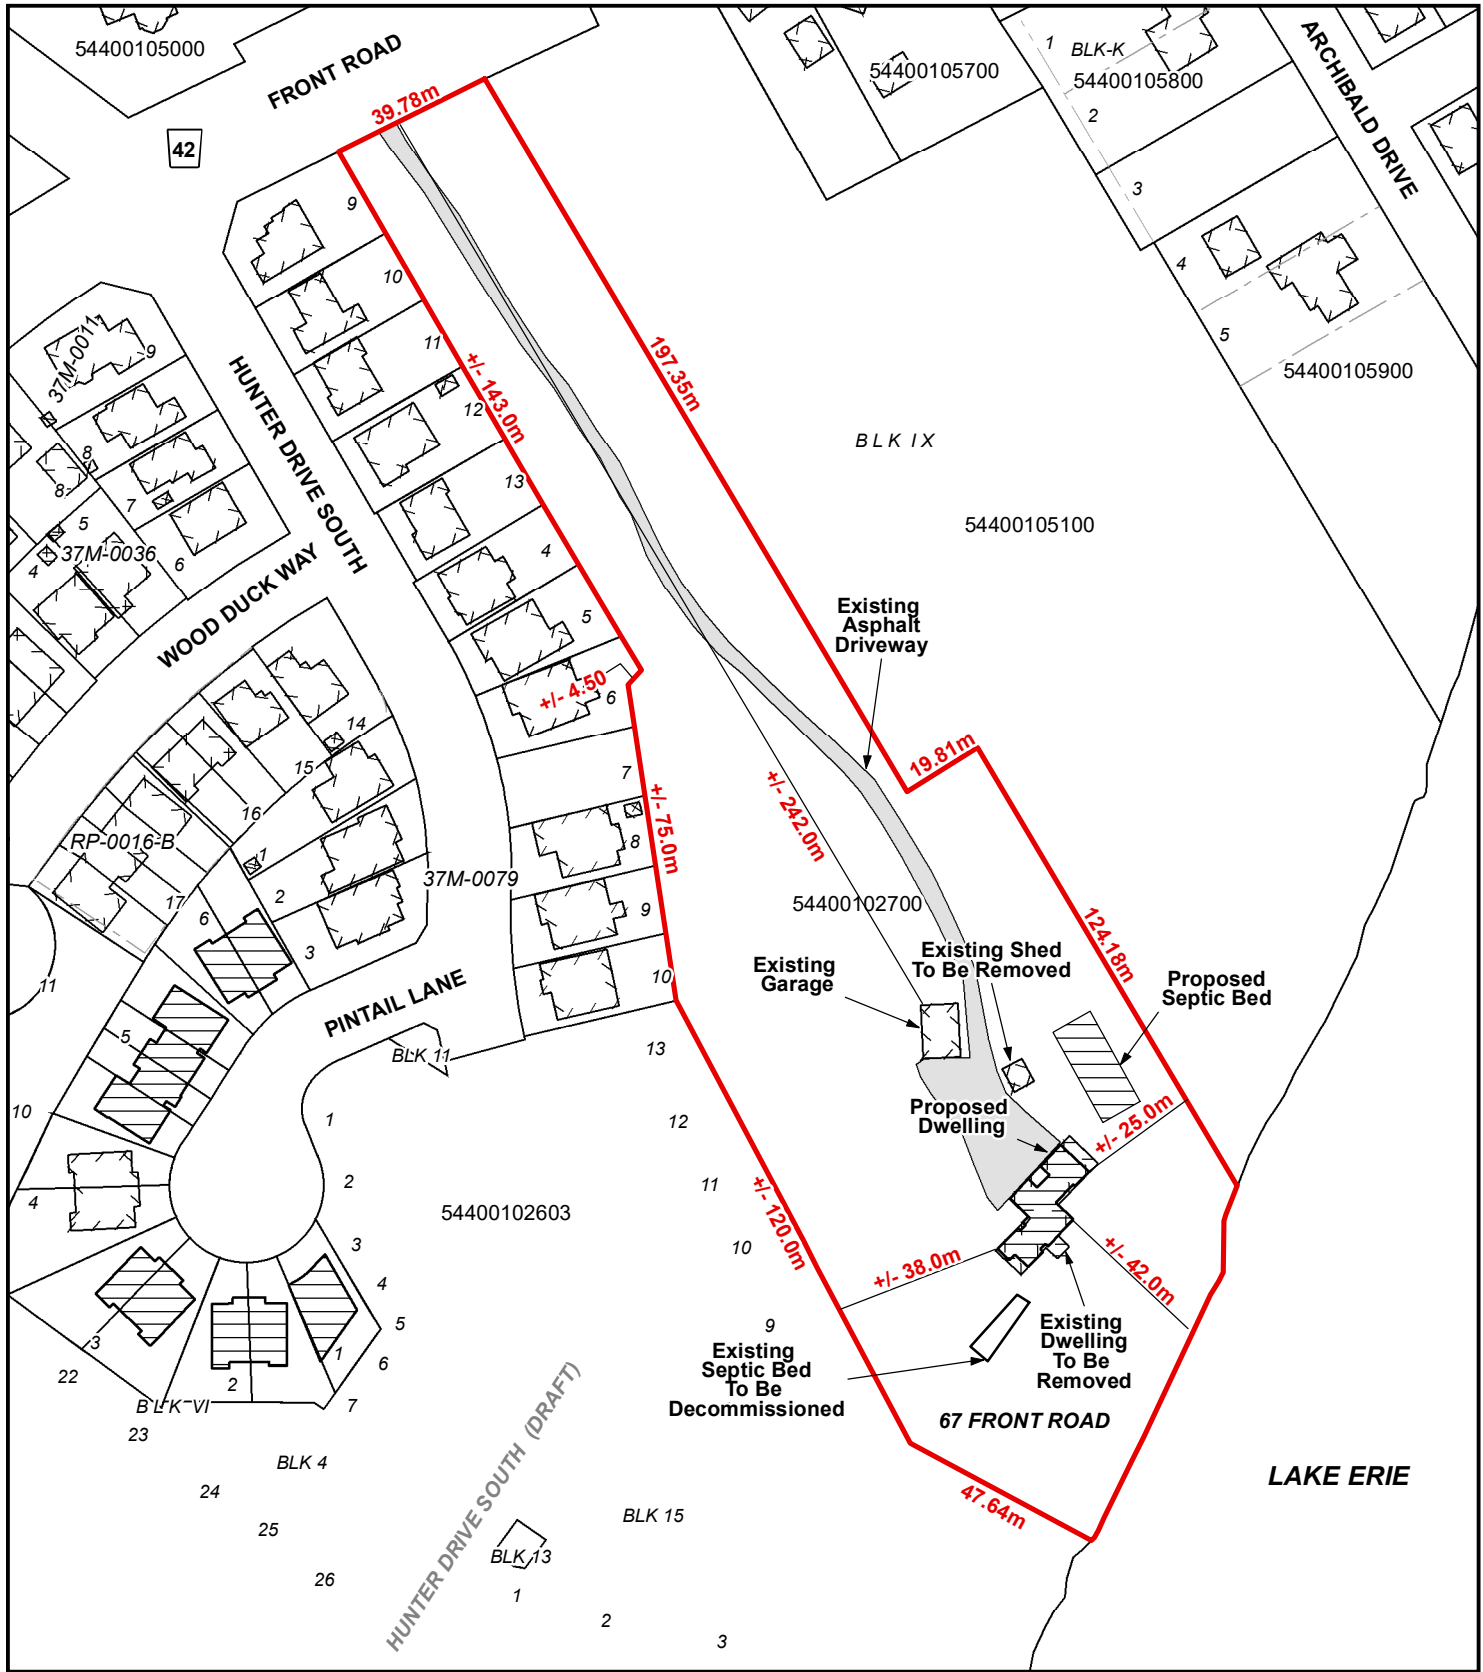 54400105000
FRONT ROAD
42
39.78m
54400105700
1
BLK-K
54400105800
2
3
ARCHIBALD DRIVE
4
5
54400105900
9
10
11
12
13
4
5
6
7
8
9
10
+/- 143.0m
197.35m
BLK IX
54400105100
37M-0011
9
8
8
7
5
37M-0036
4
6
HUNTER DRIVE SOUTH
WOOD DUCK WAY
+/- 4.50
Existing
Asphalt
Driveway
19.81m
+/- 242.0m
+/- 75.0m
14
15
16
1
RP-0016-B
17
6
2
3
37M-0079
54400102700
124.18m
Existing
Garage
Existing Shed
To Be Removed
Proposed
Septic Bed
11
PINTAIL LANE
BLK 11
5
10
4
13
12
11
10
9
1
2
3
4
5
6
7
54400102603
Proposed
Dwelling
+/- 25.0m
+/- 120.0m
+/- 38.0m
+/- 42.0m
Existing
Septic Bed
To Be
Decommissioned
Existing
Dwelling
To Be
Removed
67 FRONT ROAD
3
22
2
1
BLK VI
23
BLK 4
24
25
26
HUNTER DRIVE SOUTH (DRAFT)
BLK 15
BLK 13
1
2
3
47.64m
LAKE ERIE